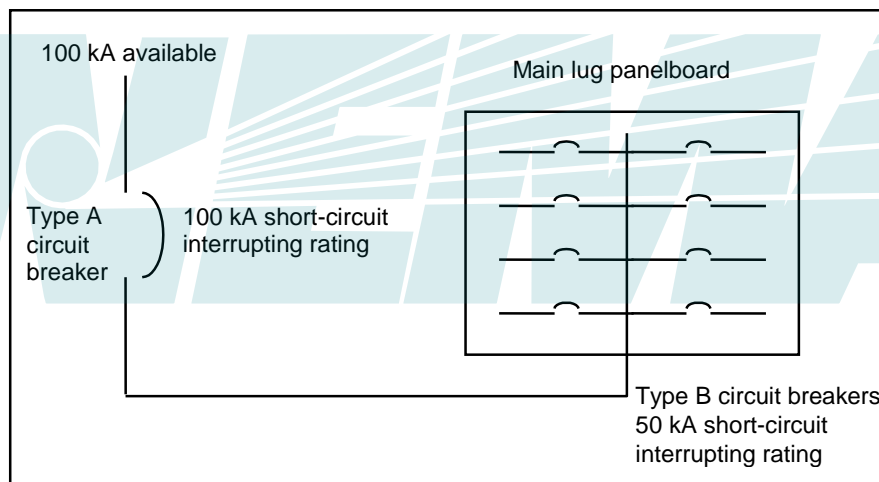 100 kA available
Main lug panelboard
Type A
circuit
breaker
100 kA short-circuit
interrupting rating
Type B circuit breakers
50 kA short-circuit
interrupting rating